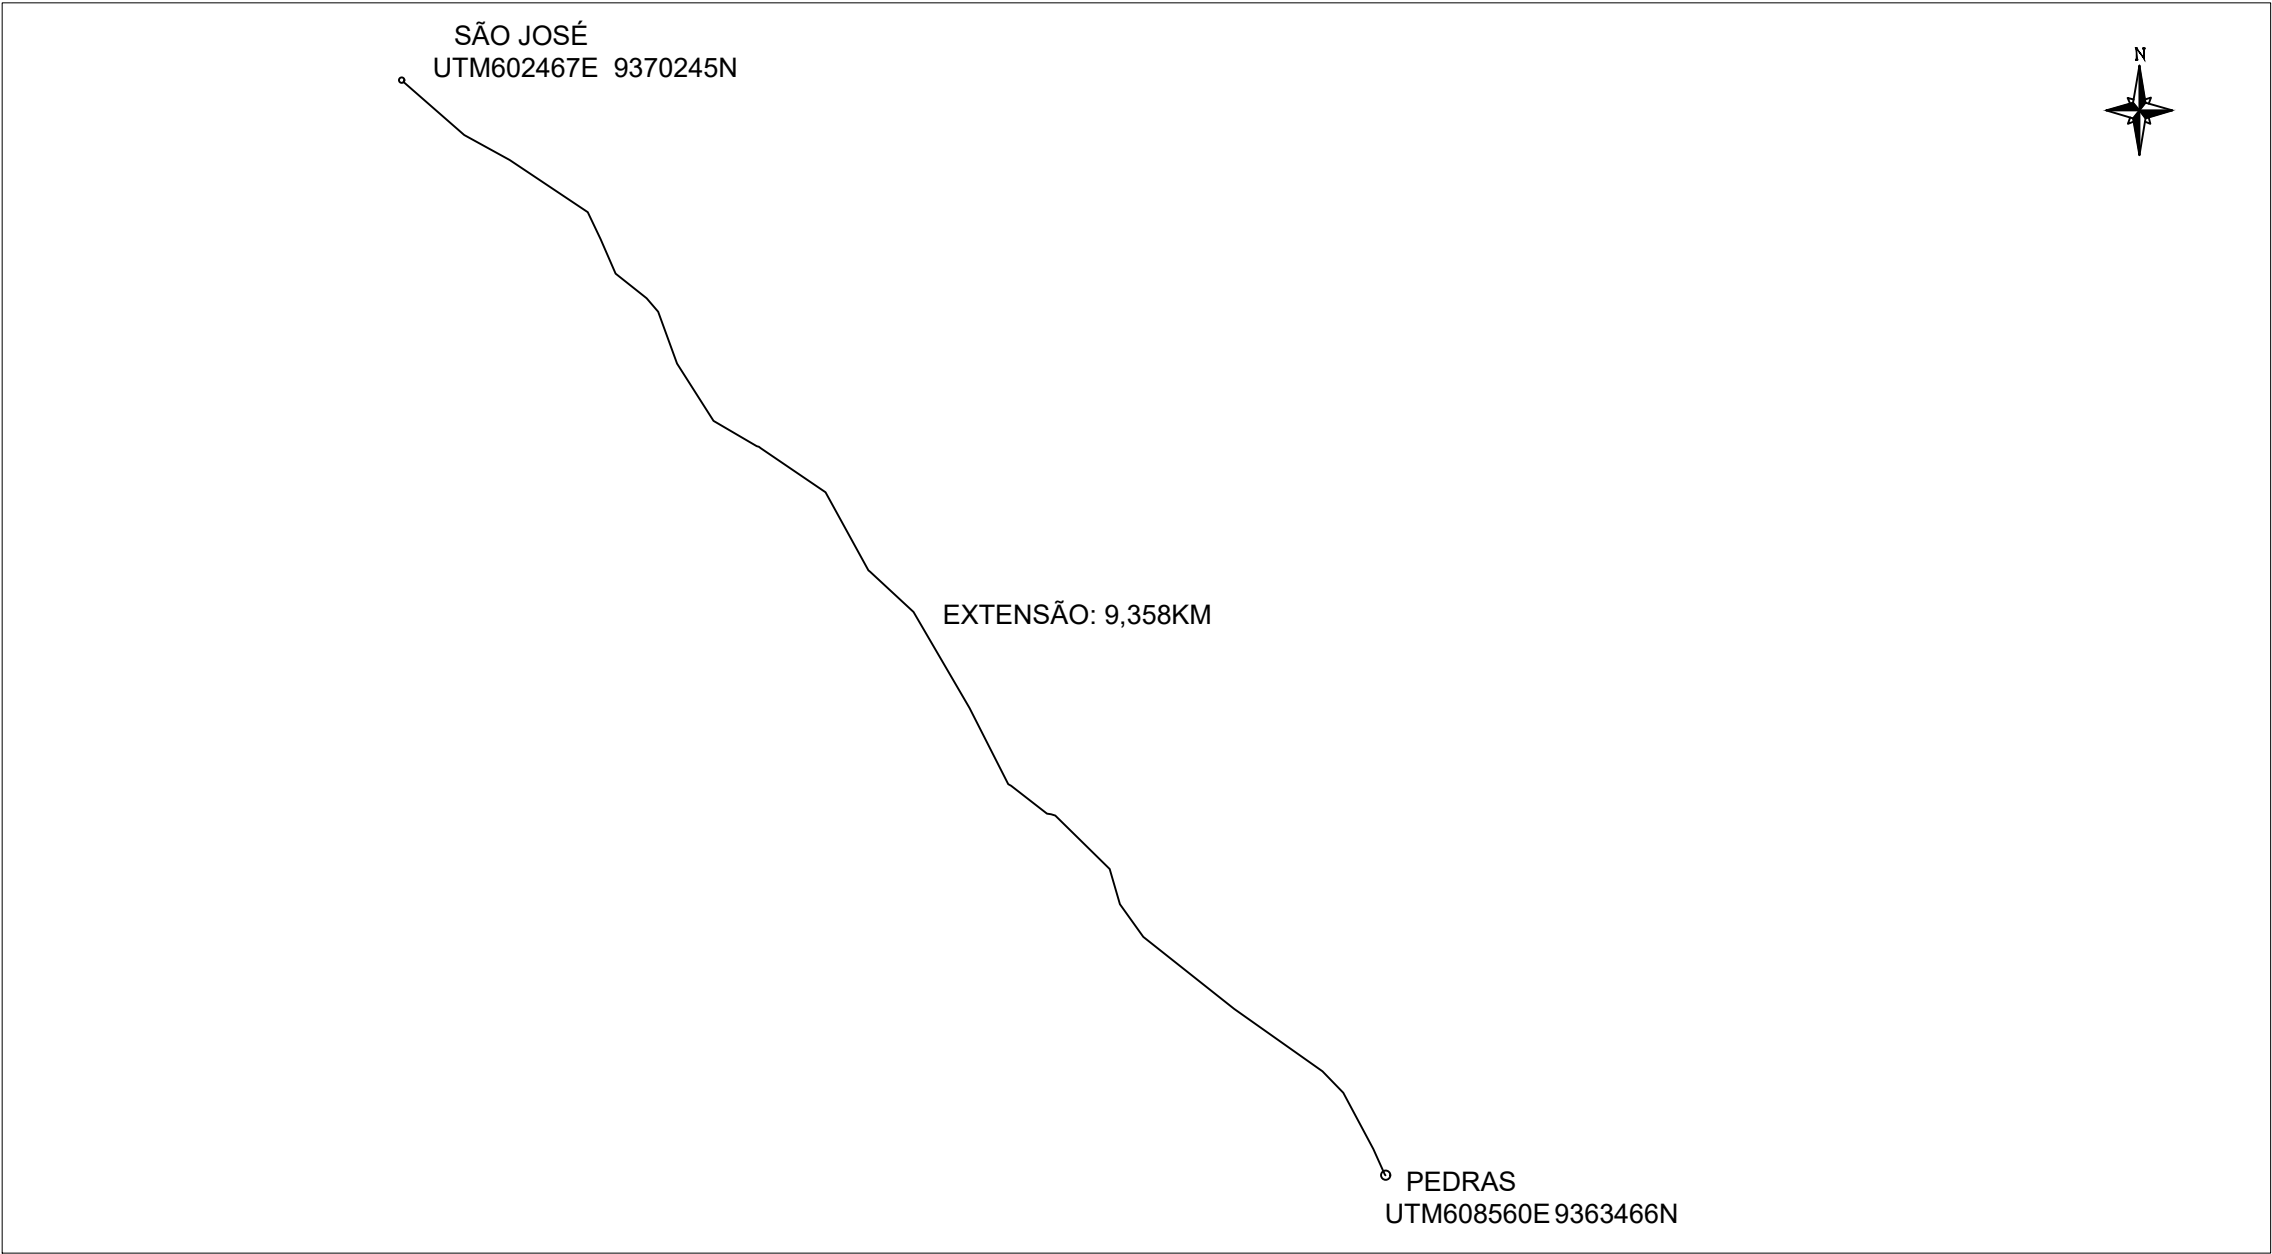 SÃO JOSÉ
UTM602467E 9370245N
N
EXTENSÃO: 9,358KM
PEDRAS
UTM608560E 9363466N